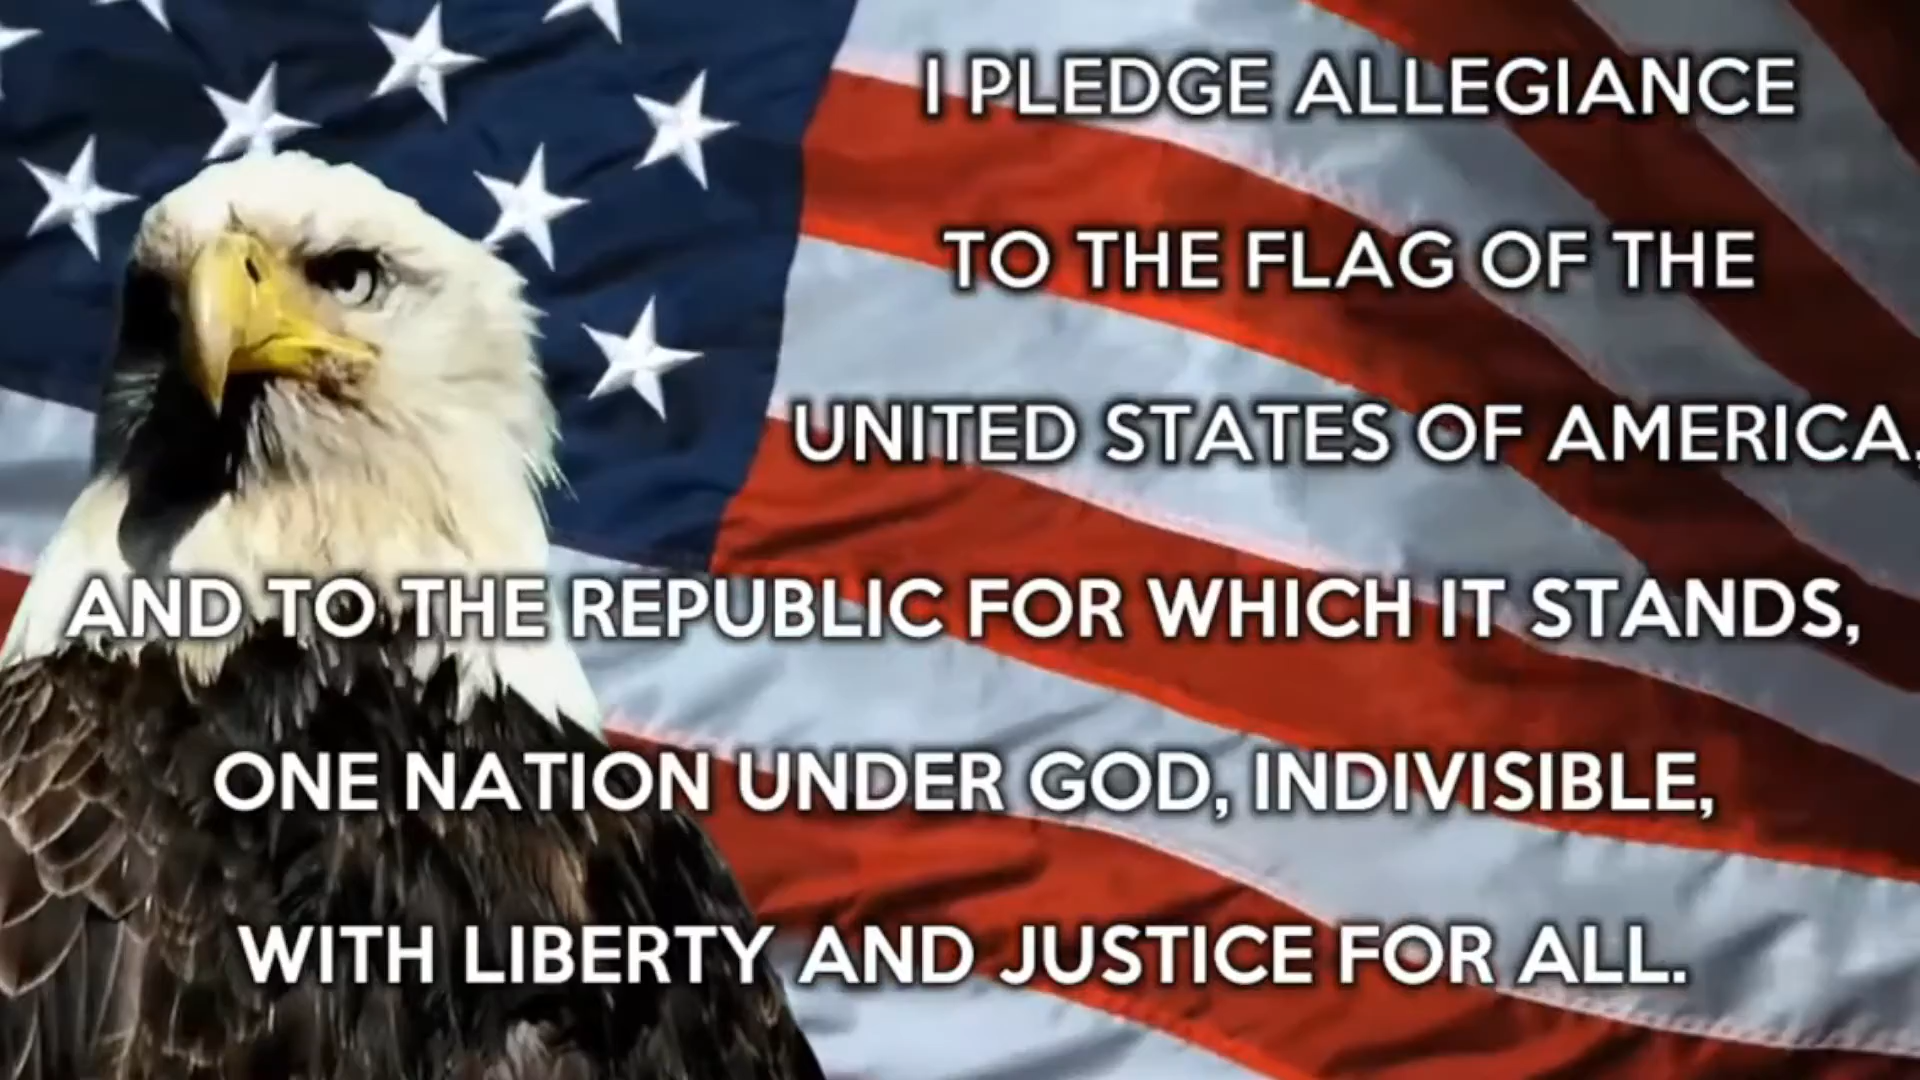 I PLEDGE ALLEGIANCE
TO THE FLAG OF THE
UNITED STATES OF AMERICA,
AND TO THE REPUBLIC FOR WHICH IT STANDS,
ONE NATION UNDER GOD, INDIVISIBLE,
WITH LIBERTY AND JUSTICE FOR ALL.